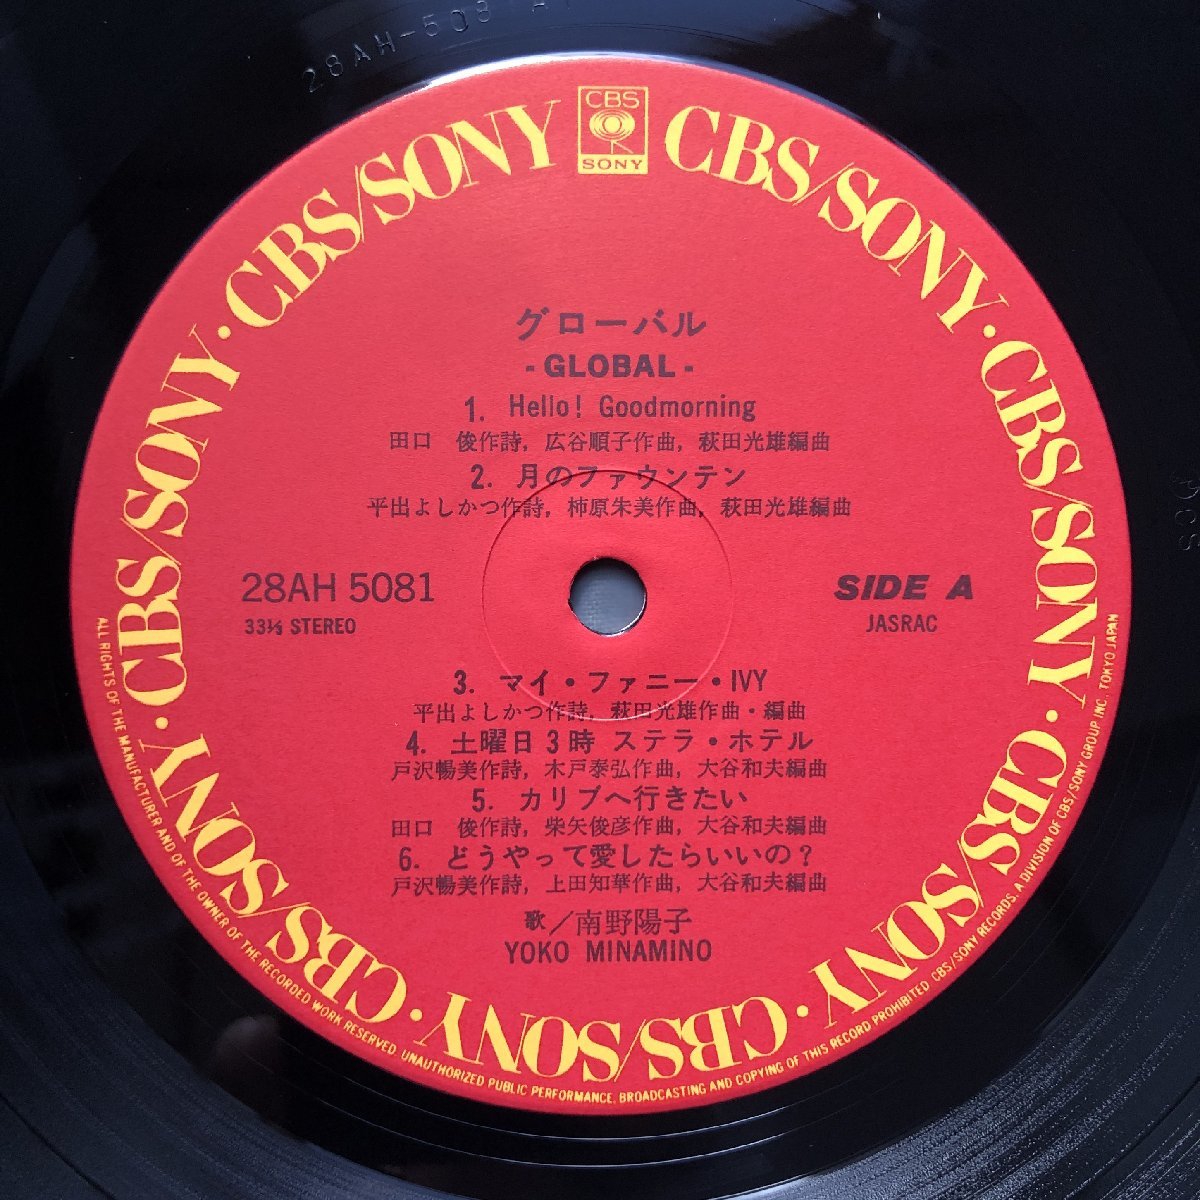 28AH-5081A1
CBS
SONY
CBS/SONY · CBS/SONY · CBS/SONY · CBS/SONY · CBS/SONY · CBS/SONY · CBS/SONY · CBS/SONY
グローバル
- GLOBAL -
1. Hello! Goodmorning
田口 俊作詩, 広谷順子作曲, 萩田光雄編曲
2. 月のファウンテン
平出よしかつ作詩, 柿原朱美作曲, 萩田光雄編曲
28AH 5081
33⅓ STEREO
SIDE A
JASRAC
3. マイ・ファニー・IVY
平出よしかつ作詩, 萩田光雄作曲・編曲
4. 土曜日3時 ステラ・ホテル
戸沢暢美作詩, 木戸泰弘作曲, 大谷和夫編曲
5. カリブへ行きたい
田口 俊作詩, 柴矢俊彦作曲, 大谷和夫編曲
6. どうやって愛したらいいの?
戸沢暢美作詩, 上田知華作曲, 大谷和夫編曲
歌/南野陽子
YOKO MINAMINO
ALL RIGHTS OF THE MANUFACTURER AND OF THE OWNER OF THE RECORDED WORK RESERVED. UNAUTHORIZED PUBLIC PERFORMANCE, BROADCASTING AND COPYING OF THIS RECORD PROHIBITED CBS/SONY RECORDS. A DIVISION OF CBS/SONY GROUP INC.: TOKYO JAPAN